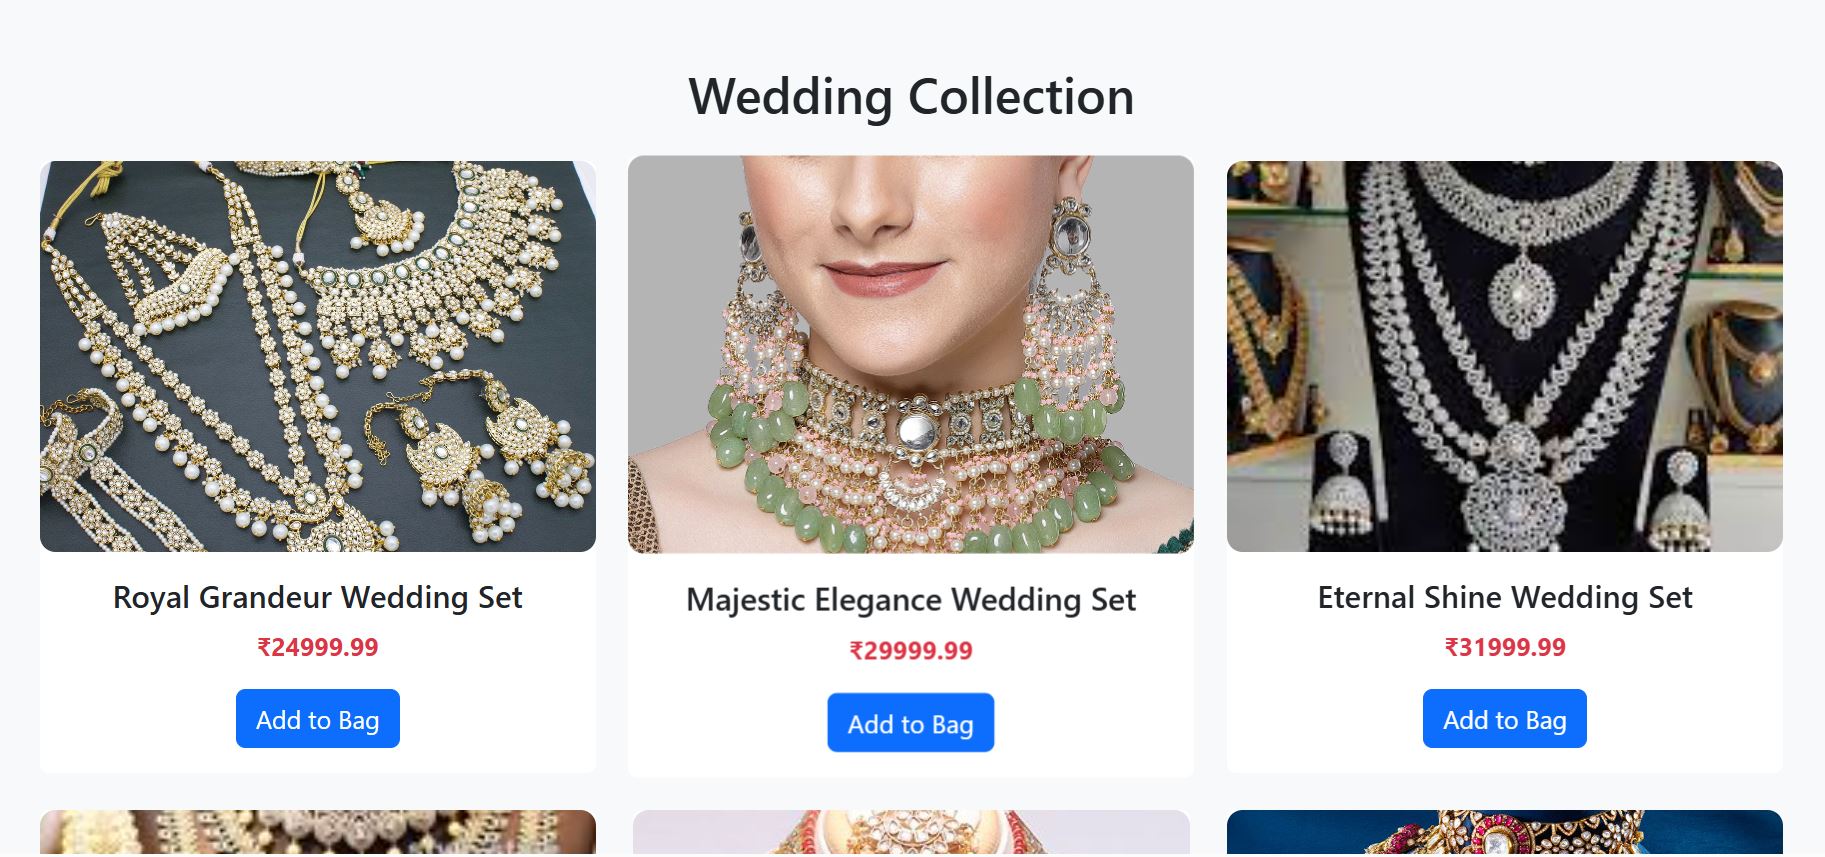 Wedding Collection
Royal Grandeur Wedding Set
₹24999.99
Add to Bag
Majestic Elegance Wedding Set
₹29999.99
Add to Bag
Eternal Shine Wedding Set
₹31999.99
Add to Bag